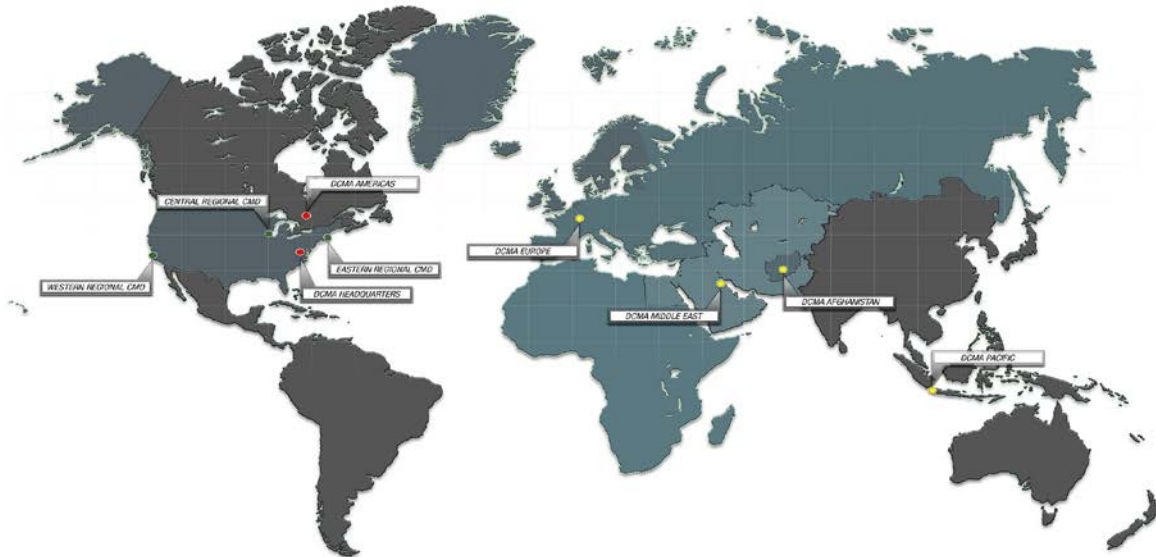 DCMA AMERICAS
CENTRAL REGIONAL CMD
DCMA EUROPE
EASTERN REGIONAL CMD
WESTERN REGIONAL CMD
DCMA HEADQUARTERS
DCMA AFGHANISTAN
DCMA MIDDLE EAST
DCMA PACIFIC